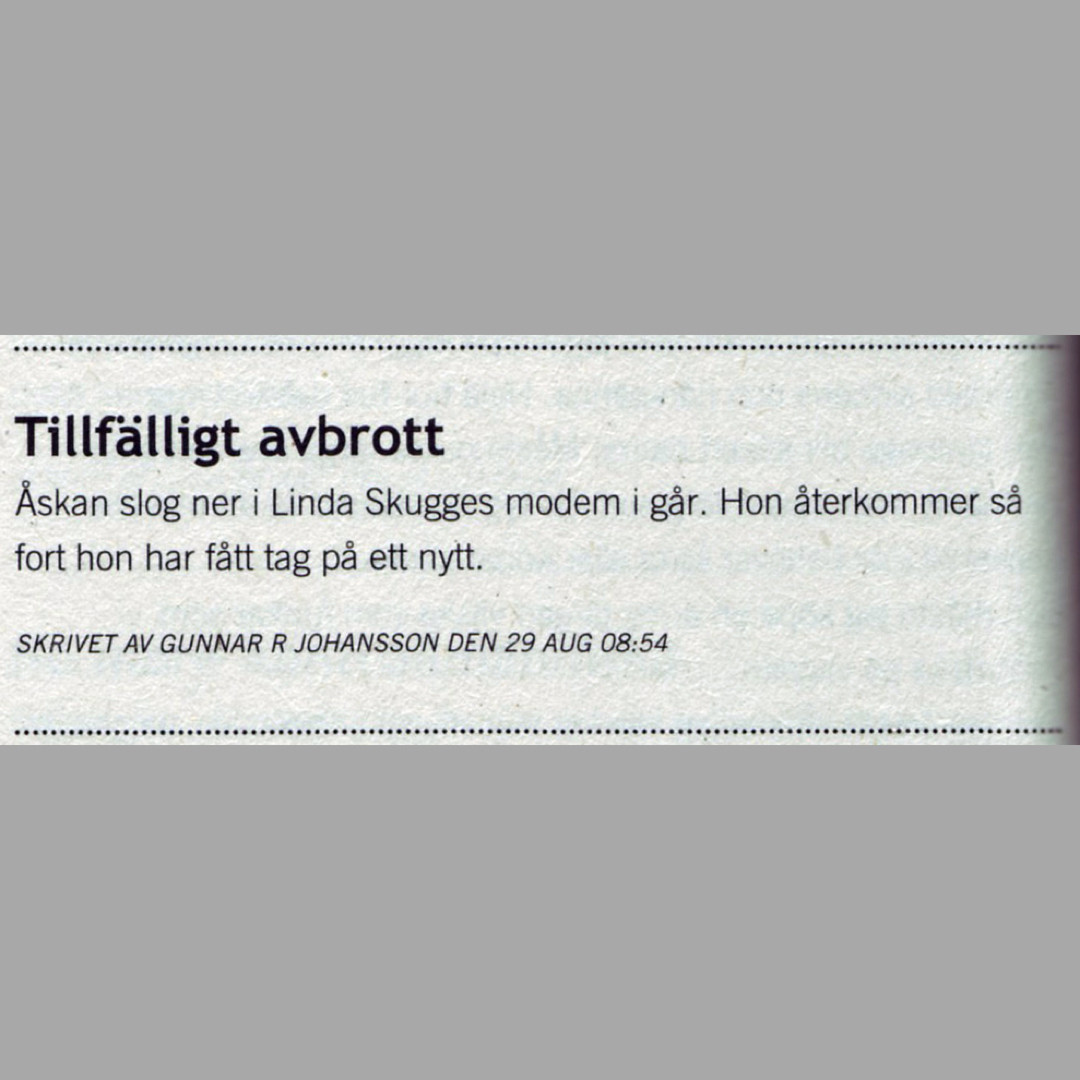 Tillfälligt avbrott
Åskan slog ner i Linda Skugges modem i går. Hon återkommer så
fort hon har fått tag på ett nytt.
SKRIVET AV GUNNAR R JOHANSSON DEN 29 AUG 08:54